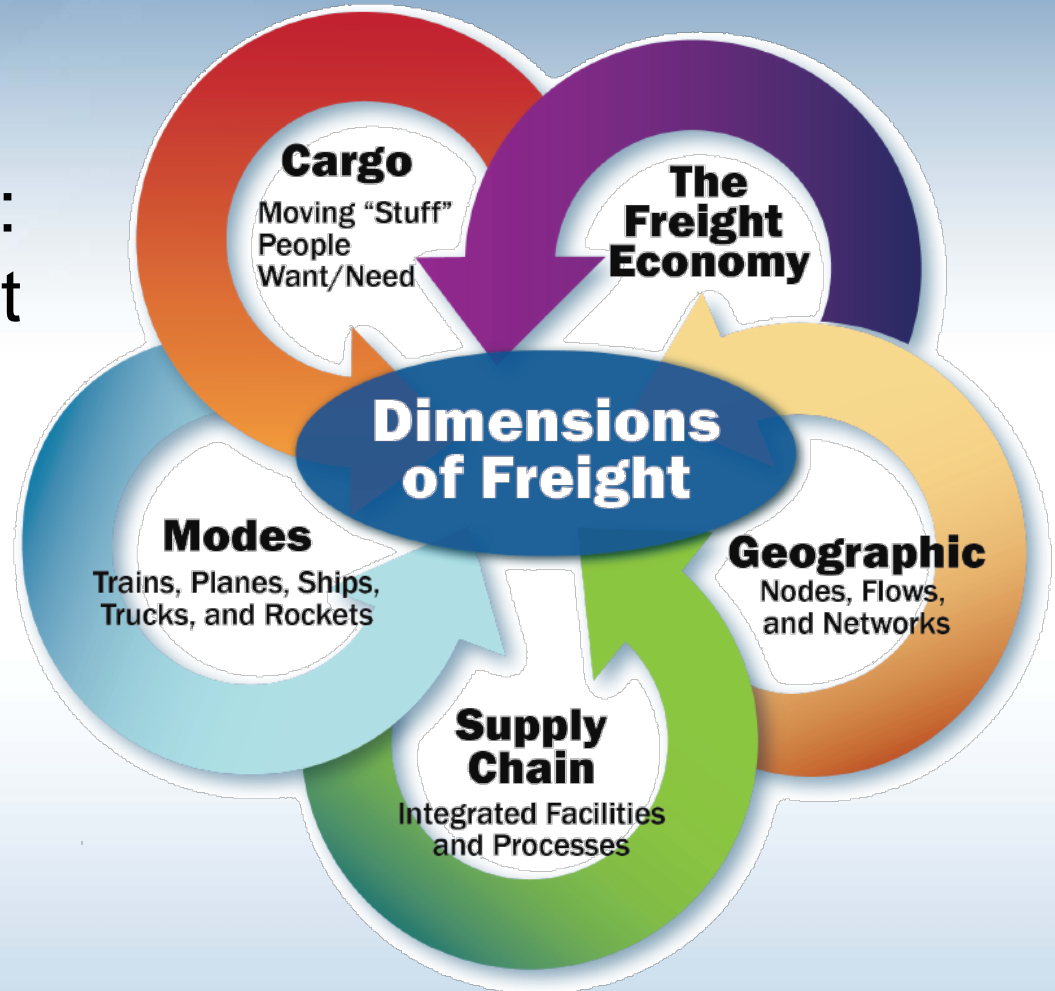 :
t
Cargo
Moving “Stuff”
People
Want/Need
The
Freight
Economy
Dimensions
of Freight
Modes
Trains, Planes, Ships,
Trucks, and Rockets
Geographic
Nodes, Flows,
and Networks
Supply
Chain
Integrated Facilities
and Processes